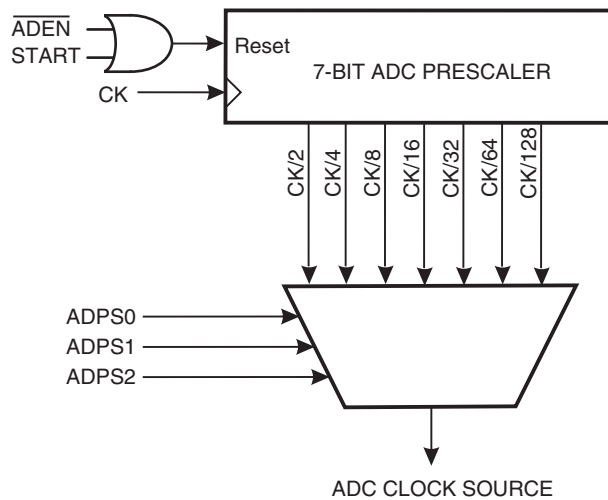 ADEN
START
Reset
7-BIT ADC PRESCALER
CK
CK/2
CK/4
CK/8
CK/16
CK/32
CK/64
CK/128
ADPS0
ADPS1
ADPS2
ADC CLOCK SOURCE